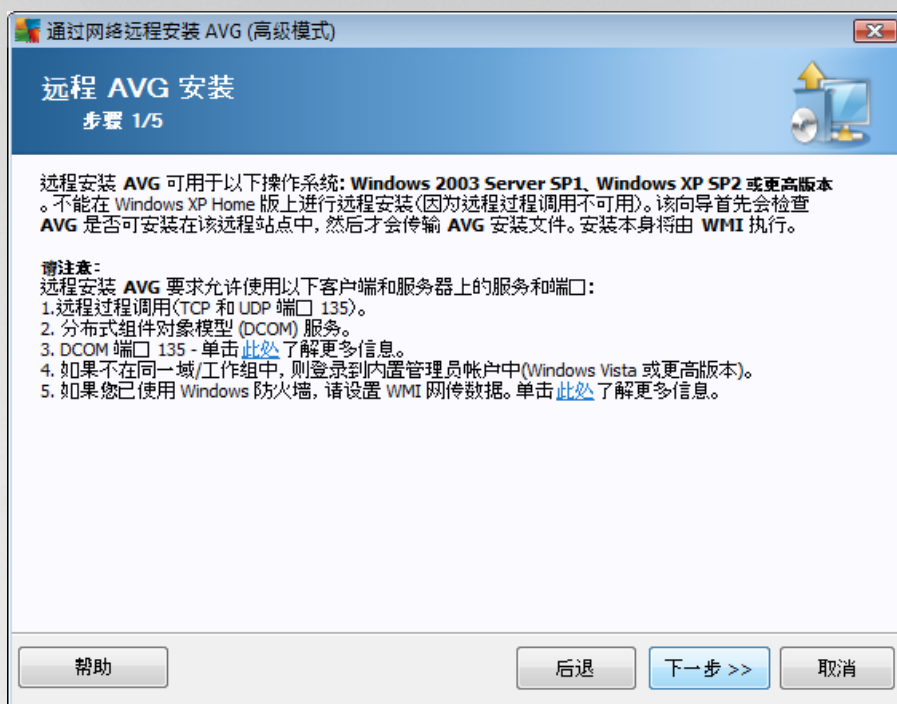 通过网络远程安装 AVG (高级模式)
远程 AVG 安装
步骤 1/5
远程安装 AVG 可用于以下操作系统: Windows 2003 Server SP1、Windows XP SP2 或更高版本
。不能在 Windows XP Home 版上进行远程安装(因为远程过程调用不可用)。该向导首先会检查
AVG 是否可安装在该远程站点中, 然后才会传输 AVG 安装文件。安装本身将由 WMI 执行。
请注意:
远程安装 AVG 要求允许使用以下客户端和服务器上的服务和端口:
1.远程过程调用(TCP 和 UDP 端口 135)。
2. 分布式组件对象模型 (DCOM) 服务。
3. DCOM 端口 135 - 单击此处了解更多信息。
4. 如果不在同一域/工作组中, 则登录到内置管理员帐户中(Windows Vista 或更高版本)。
5. 如果您已使用 Windows 防火墙, 请设置 WMI 网传数据。单击此处了解更多信息。
帮助
后退
下一步 >>
取消